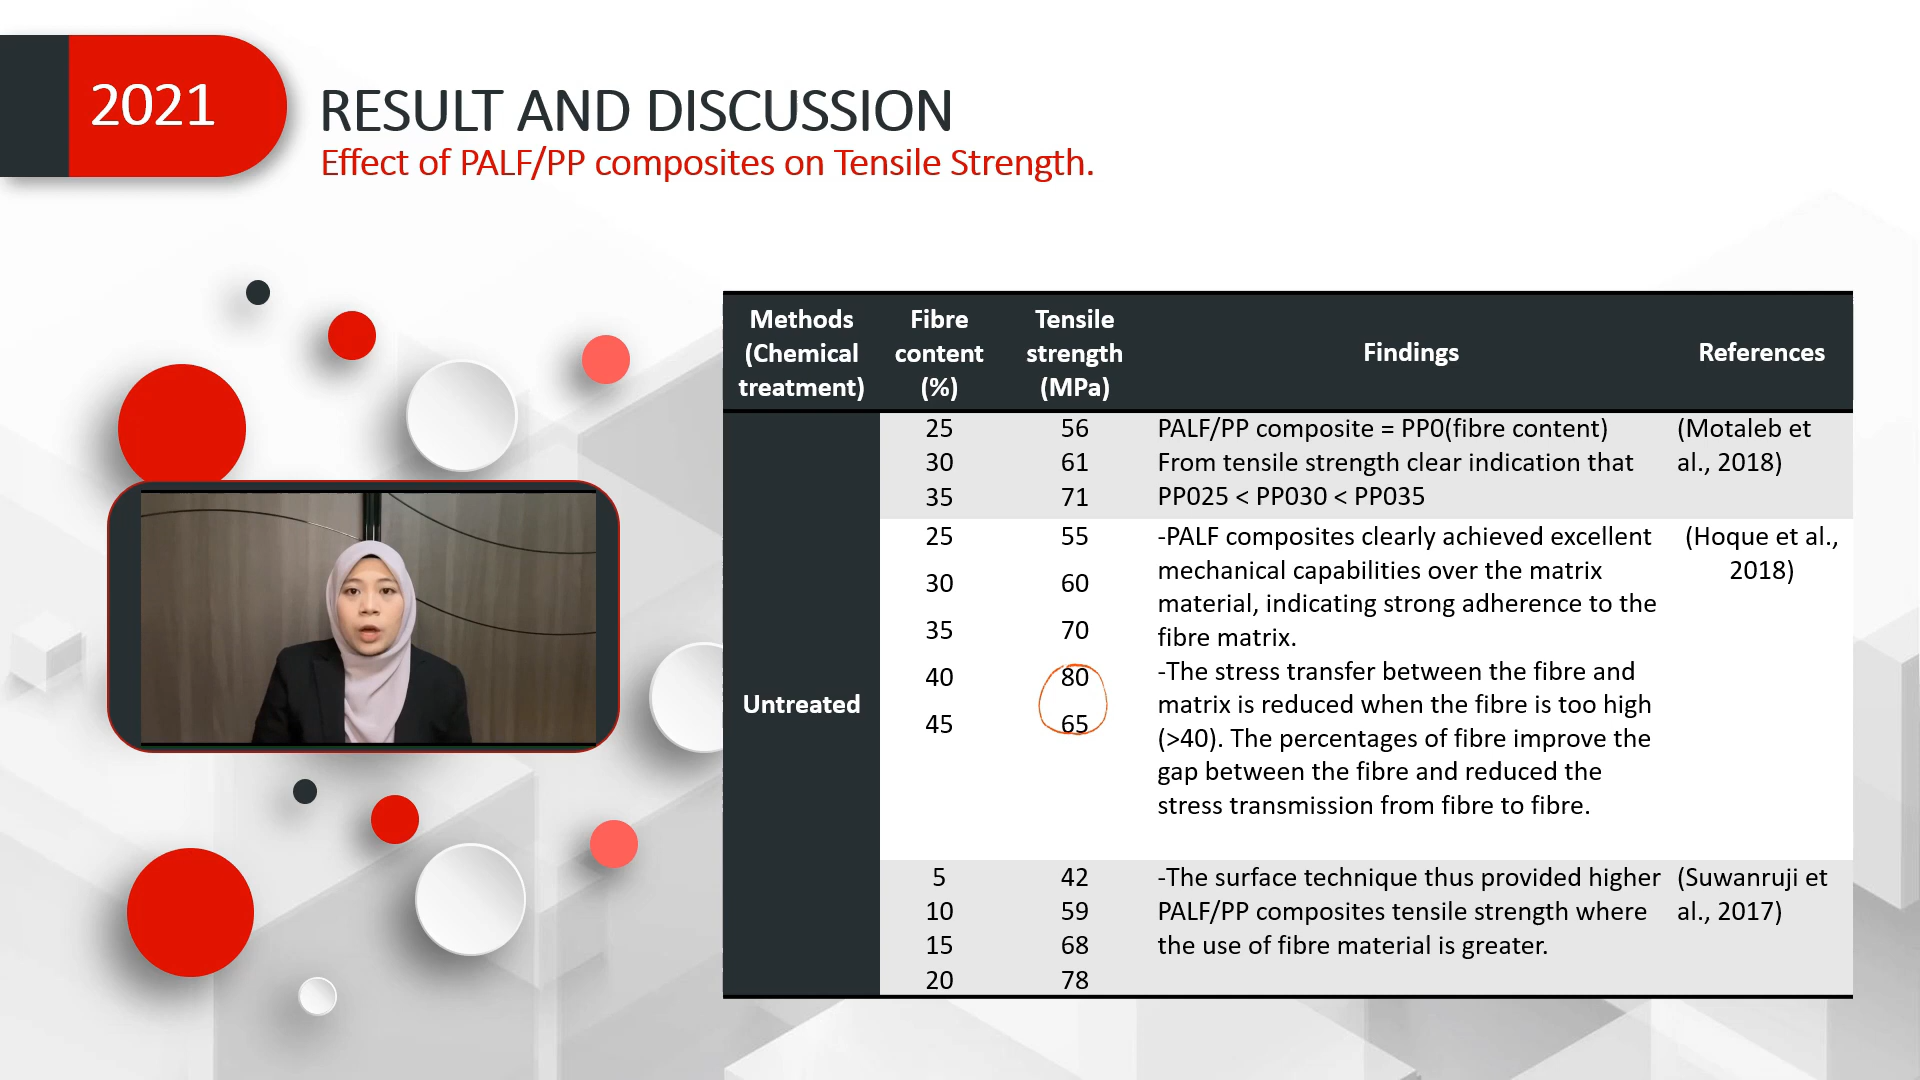 2021
RESULT AND DISCUSSION
Effect of PALF/PP composites on Tensile Strength.
Methods (Chemical treatment) Fibre content (%) Tensile strength (MPa) Findings References
Untreated
25 56 PALF/PP composite = PP0(fibre content) (Motaleb et
30 61 From tensile strength clear indication that al., 2018)
35 71 PP025 < PP030 < PP035
25 55 -PALF composites clearly achieved excellent (Hoque et al.,
mechanical capabilities over the matrix 2018)
30 60 material, indicating strong adherence to the
35 70 fibre matrix.
40 80 -The stress transfer between the fibre and
matrix is reduced when the fibre is too high
45 65 (>40). The percentages of fibre improve the
gap between the fibre and reduced the
stress transmission from fibre to fibre.
5 42 -The surface technique thus provided higher (Suwanruji et
10 59 PALF/PP composites tensile strength where al., 2017)
15 68 the use of fibre material is greater.
20 78